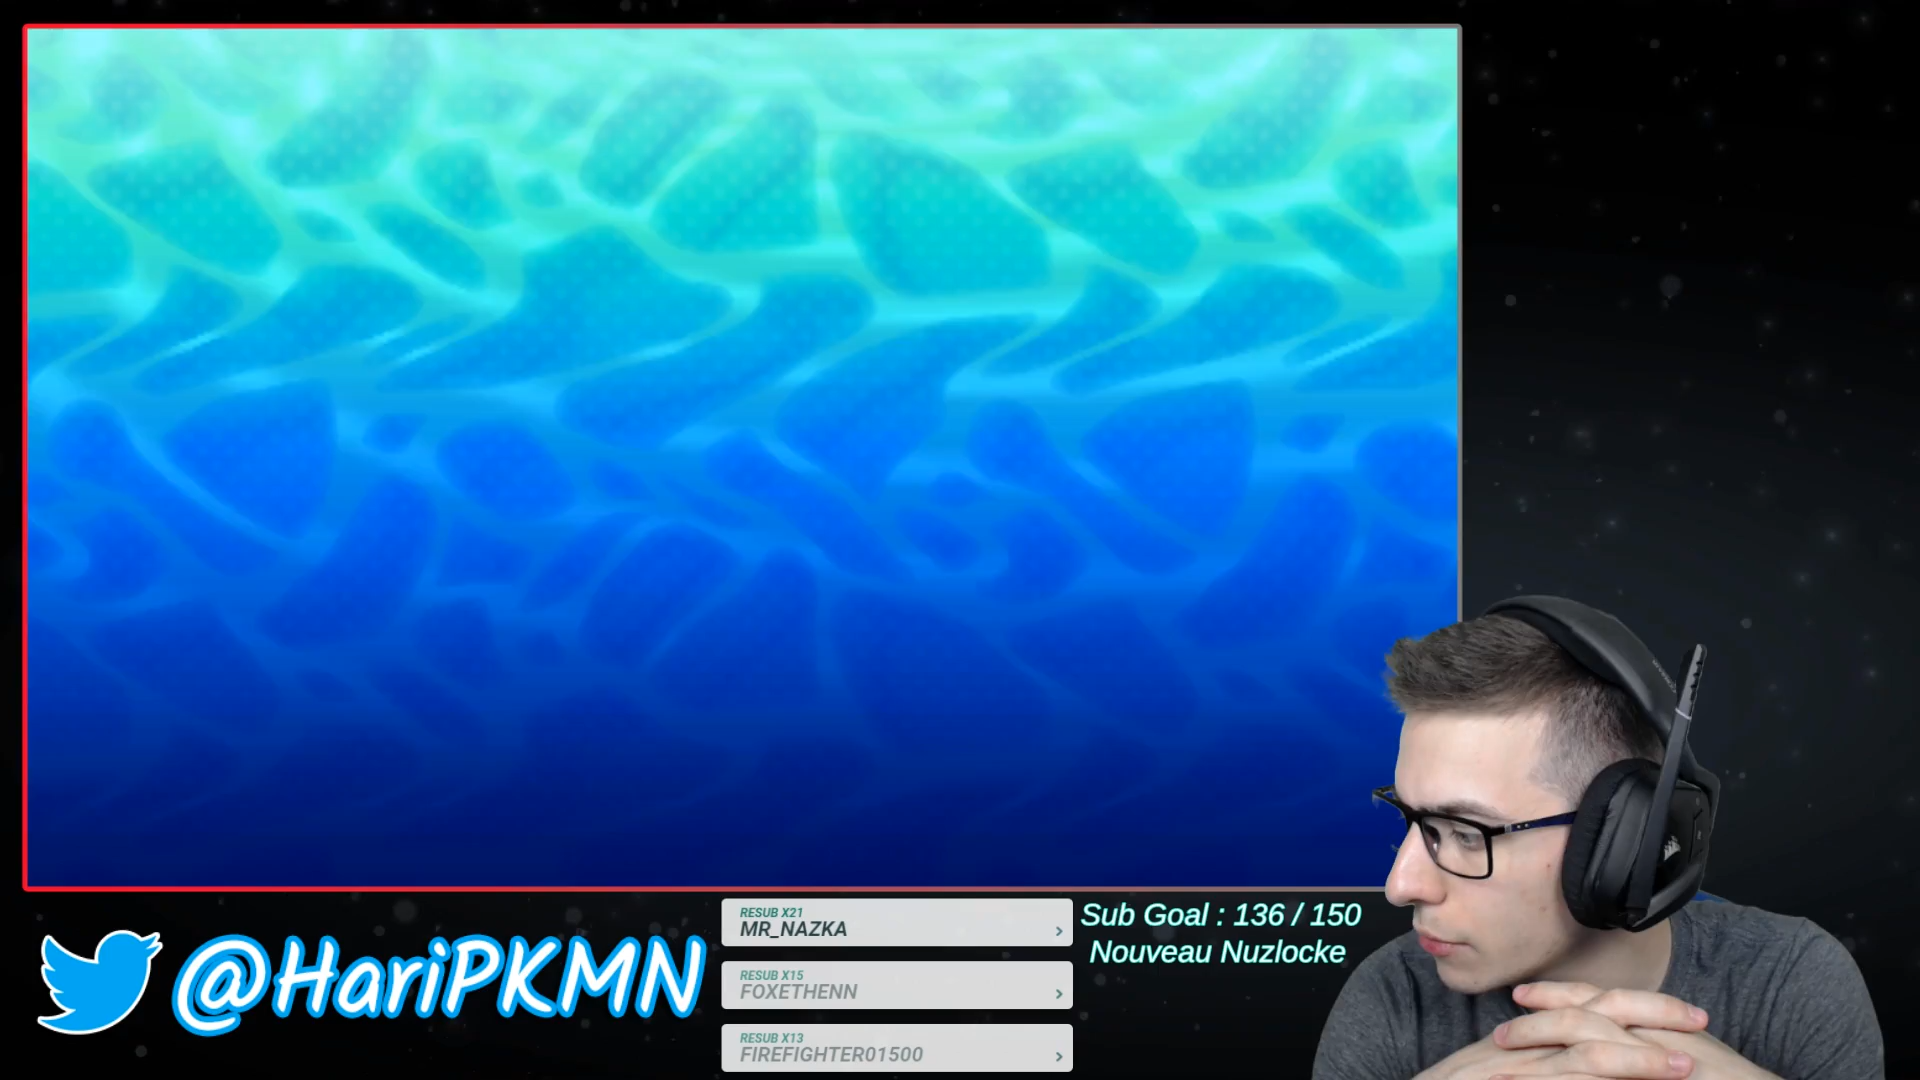 @HariPKMN
RESUB X21
MR_NAZKA
RESUB X15
FOXETHENN
RESUB X13
FIREFIGHTER01500
Sub Goal : 136 / 150
Nouveau Nuzlocke